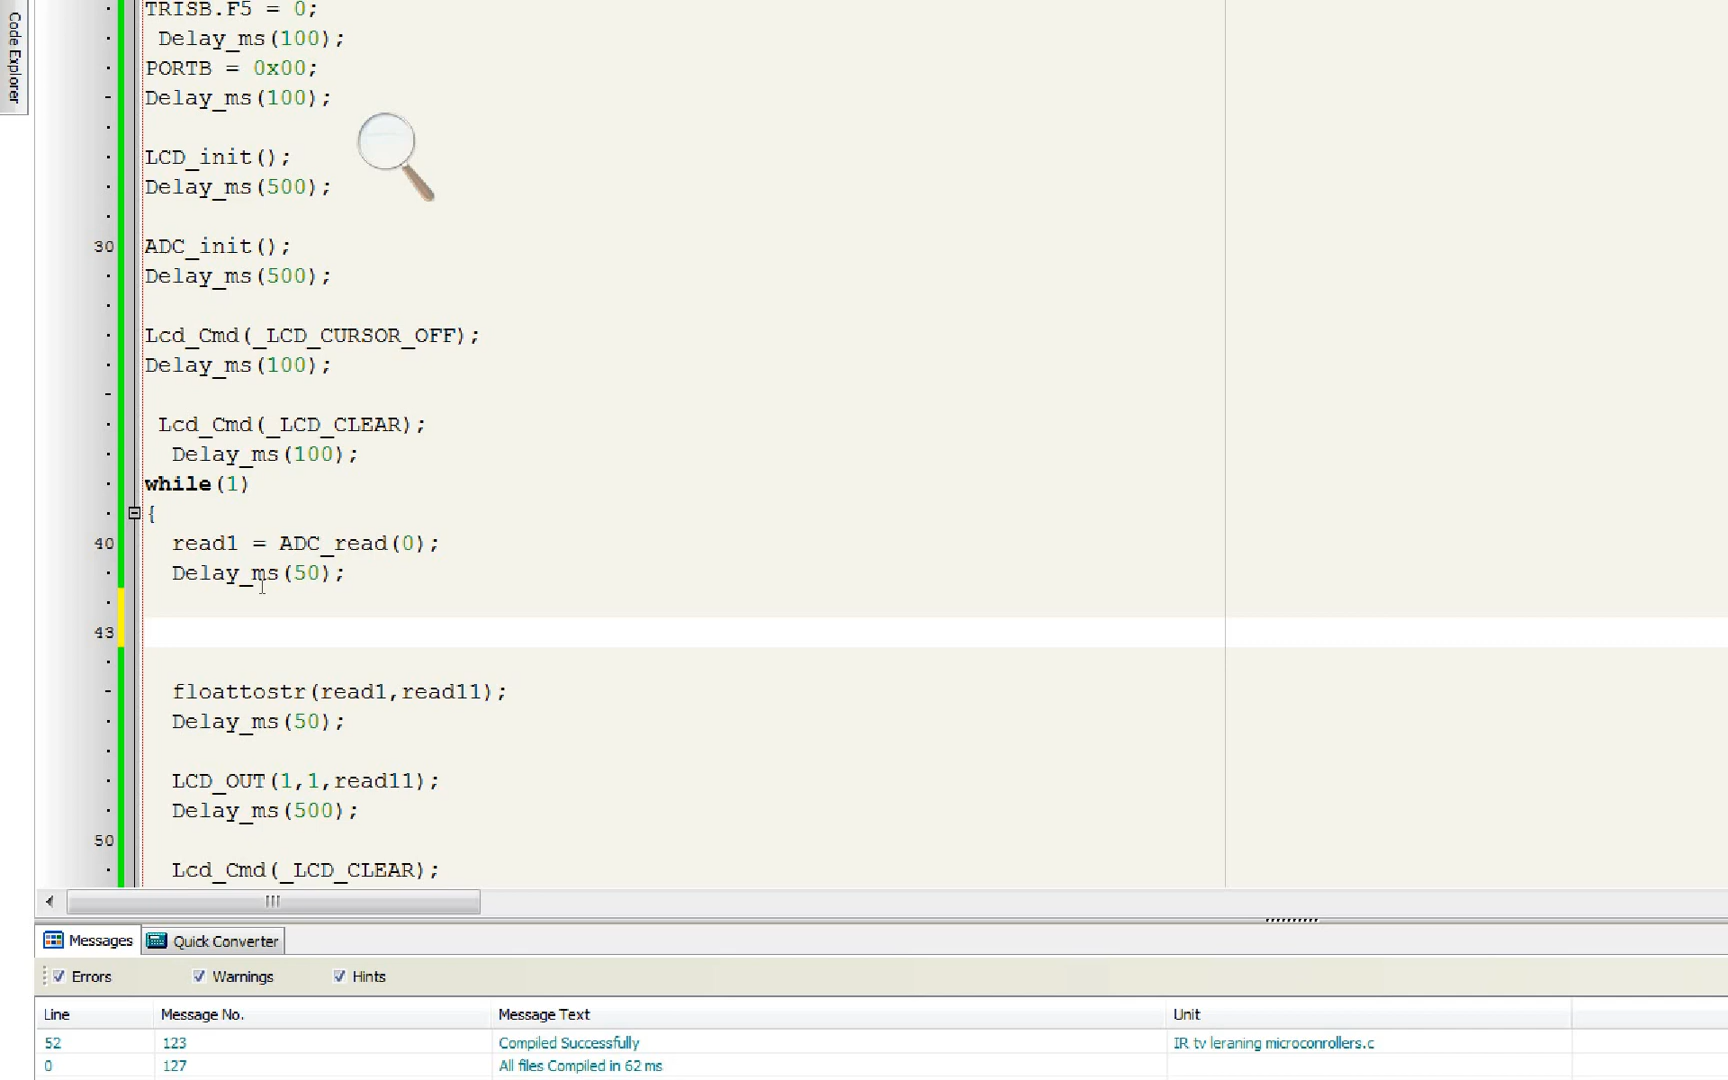 Code Explorer
TRISB.F5 = 0;
Delay_ms(100);
PORTB = 0x00;
Delay_ms(100);
LCD_init();
Delay_ms(500);
30 ADC_init();
Delay_ms(500);
Lcd_Cmd(_LCD_CURSOR_OFF);
Delay_ms(100);
Lcd_Cmd(_LCD_CLEAR);
Delay_ms(100);
while(1)
{
40 read1 = ADC_read(0);
Delay_ms(50);
43
floattostr(read1,read11);
Delay_ms(50);
LCD_OUT(1,1,read11);
Delay_ms(500);
50
Lcd_Cmd(_LCD_CLEAR);
Messages Quick Converter
Errors Warnings Hints
Line Message No. Message Text Unit
52 123 Compiled Successfully IR tv leraning microconrollers.c
0 127 All files Compiled in 62 ms